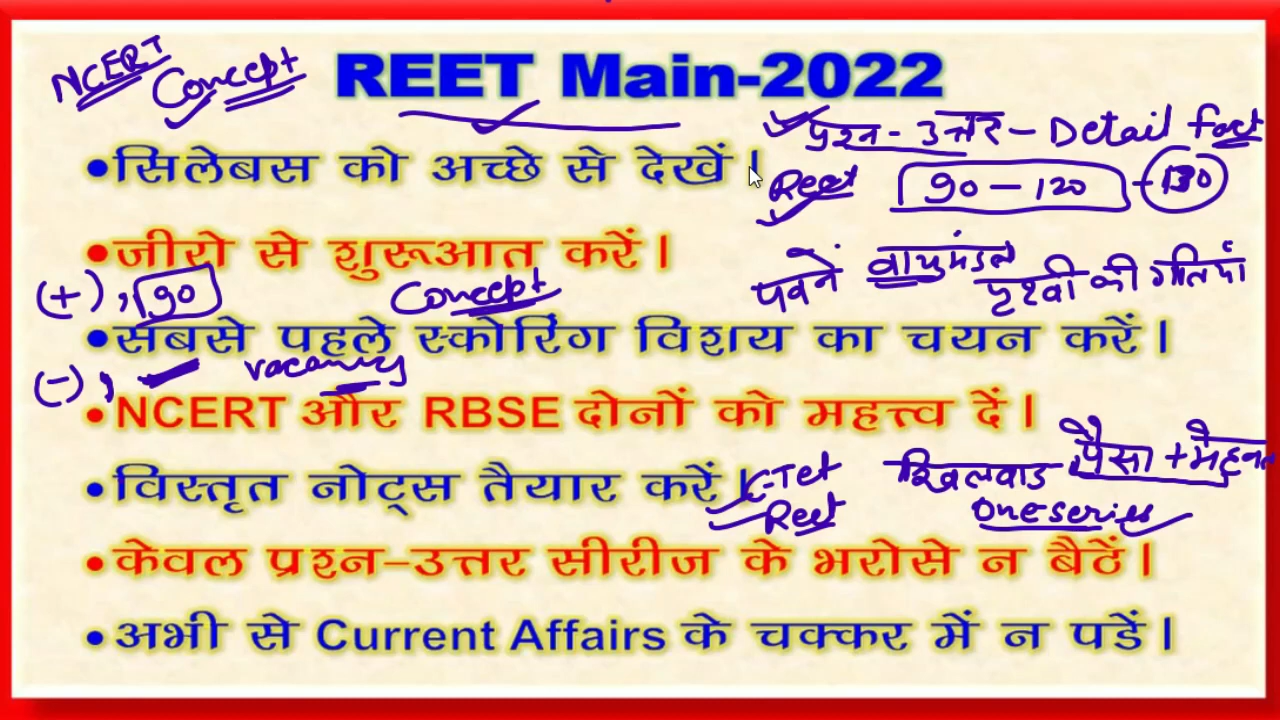 NCERT Concept
REET Main-2022
प्रश्न - उत्तर - Detail fact
•सिलेबस को अच्छे से देखें।
Reet 90 - 120 - 130
•जीरो से शुरूआत करें।
पवनें वायुमंडल पृथ्वी की गतियां
(+), 90 Concept
•सबसे पहले स्कोरिंग विशय का चयन करें।
(-), vacancy
•NCERT और RBSE दोनों को महत्त्व दें।
खिलवाड पैसा + मेहनत
•विस्तृत नोट्स तैयार करें।
C-Tet
Reet One series
•केवल प्रश्न-उत्तर सीरीज के भरोसे न बैठें।
•अभी से Current Affairs के चक्कर में न पडें।